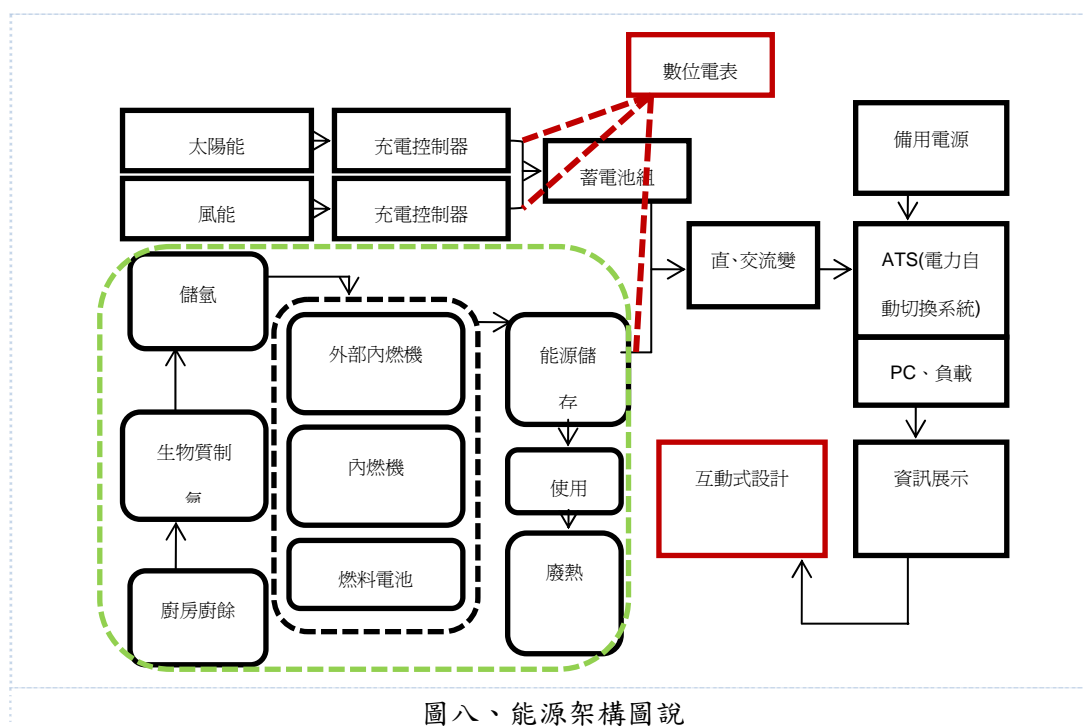 數位電表
太陽能
充電控制器
備用電源
蓄電池組
風能
充電控制器
直、交流變
ATS(電力自
動切換系統)
儲氫
外部內燃機
能源儲
存
PC、負載
生物質制
氫
內燃機
使用
互動式設計
資訊展示
燃料電池
廢熱
廚房廚餘
圖八、能源架構圖說